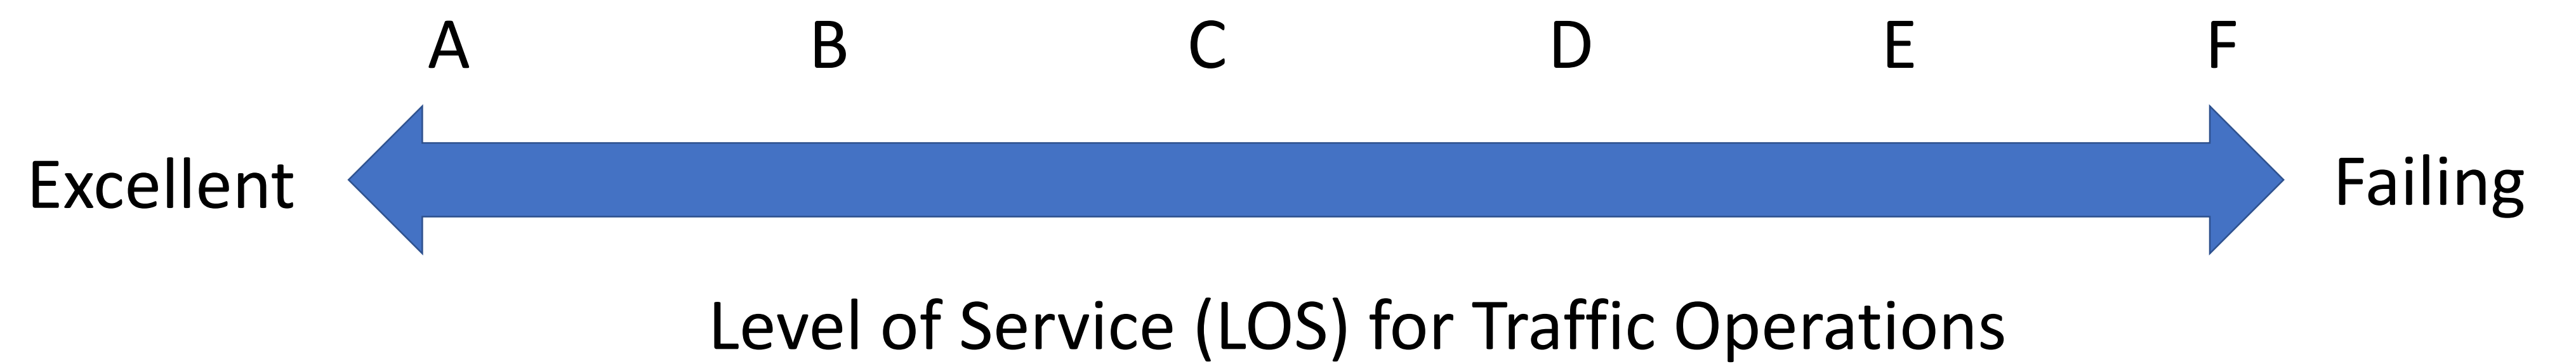 A B C D E F
Excellent Failing
Level of Service (LOS) for Traffic Operations